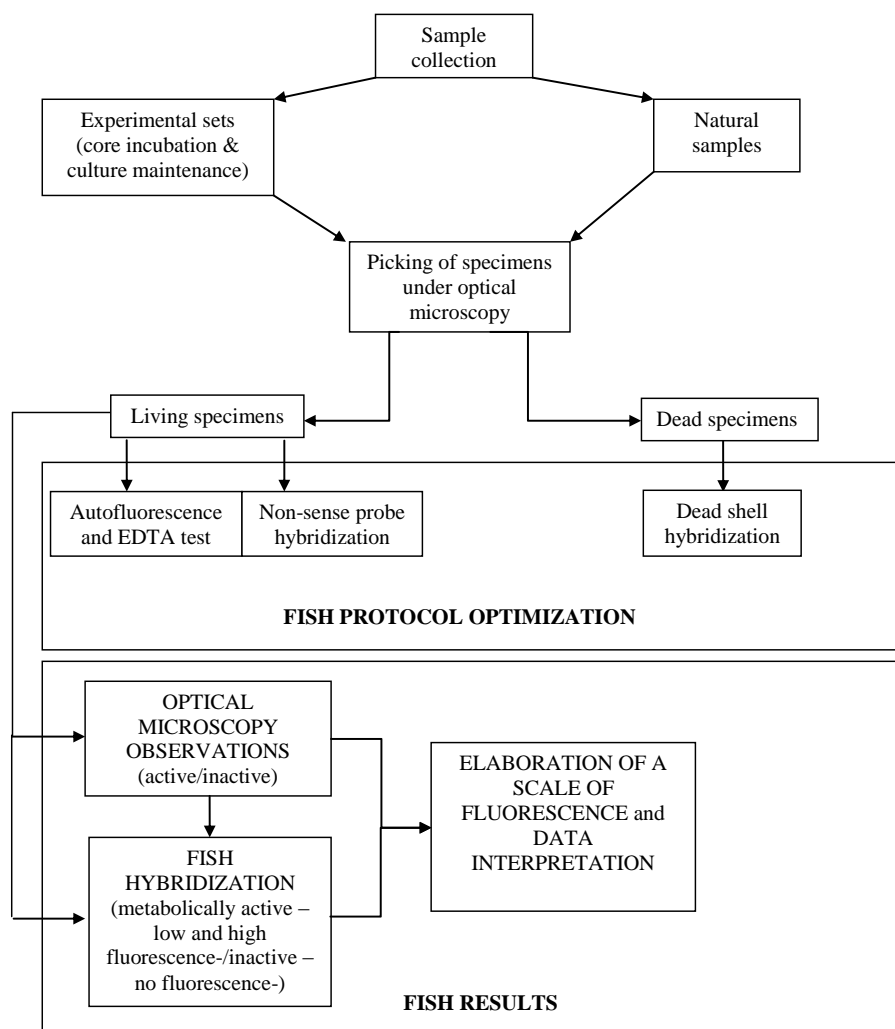 Sample
collection
Experimental sets
(core incubation &
culture maintenance)
Natural
samples
Picking of specimens
under optical
microscopy
Living specimens
Dead specimens
Autofluorescence
and EDTA test
Non-sense probe
hybridization
Dead shell
hybridization
FISH PROTOCOL OPTIMIZATION
OPTICAL
MICROSCOPY
OBSERVATIONS
(active/inactive)
ELABORATION OF A
SCALE OF
FLUORESCENCE and
DATA
INTERPRETATION
FISH
HYBRIDIZATION
(metabolically active –
low and high
fluorescence-/inactive –
no fluorescence-)
FISH RESULTS